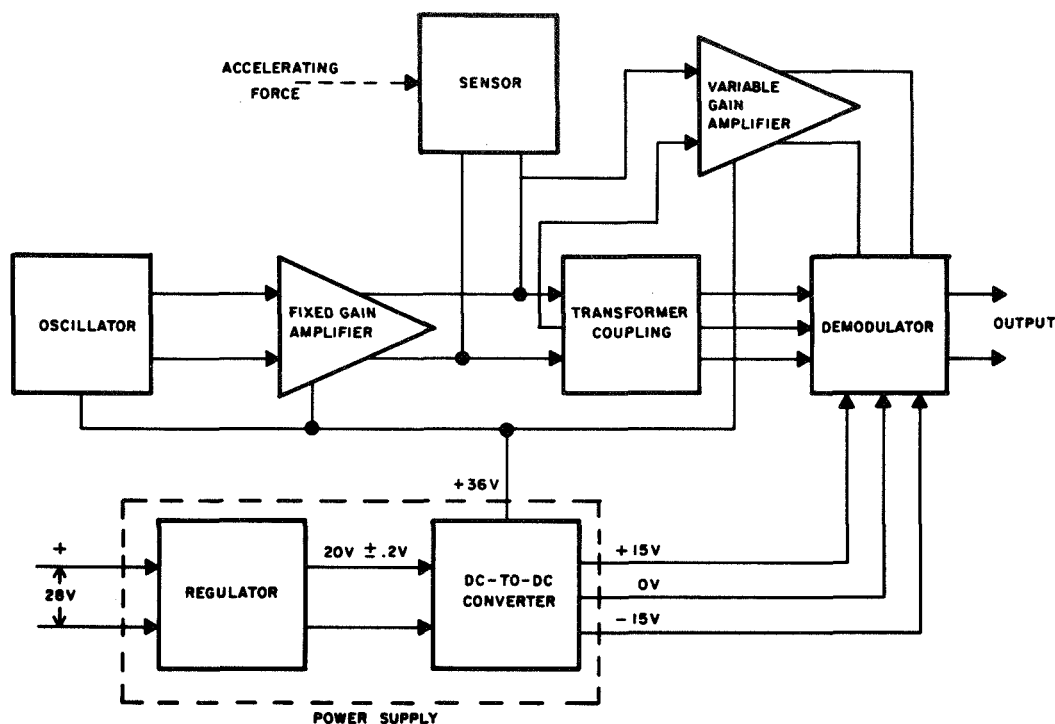 ACCELERATING
FORCE
SENSOR
VARIABLE
GAIN
AMPLIFIER
OSCILLATOR
FIXED GAIN
AMPLIFIER
TRANSFORMER
COUPLING
DEMODULATOR
OUTPUT
+36V
+
28V
REGULATOR
20V ± .2V
DC-TO-DC
CONVERTER
+15V
0V
-15V
POWER SUPPLY